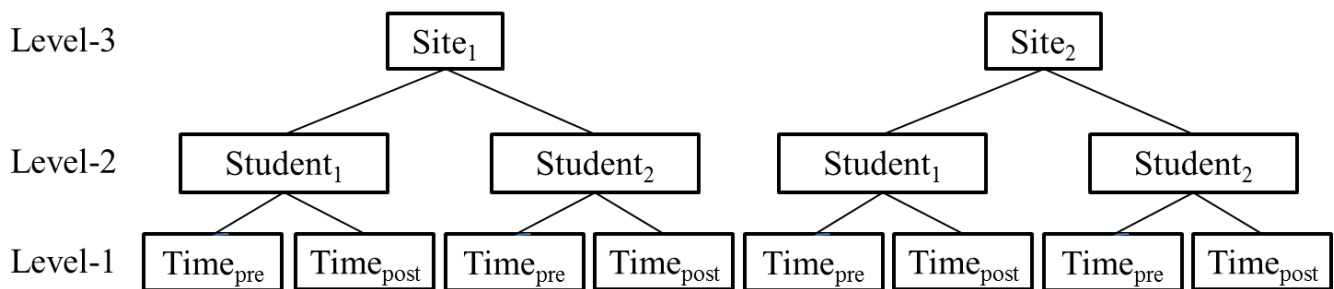 Level-3 Site₁ Site₂
Level-2 Student₁ Student₂ Student₁ Student₂
Level-1 Timepre Timepost Timepre Timepost Timepre Timepost Timepre Timepost